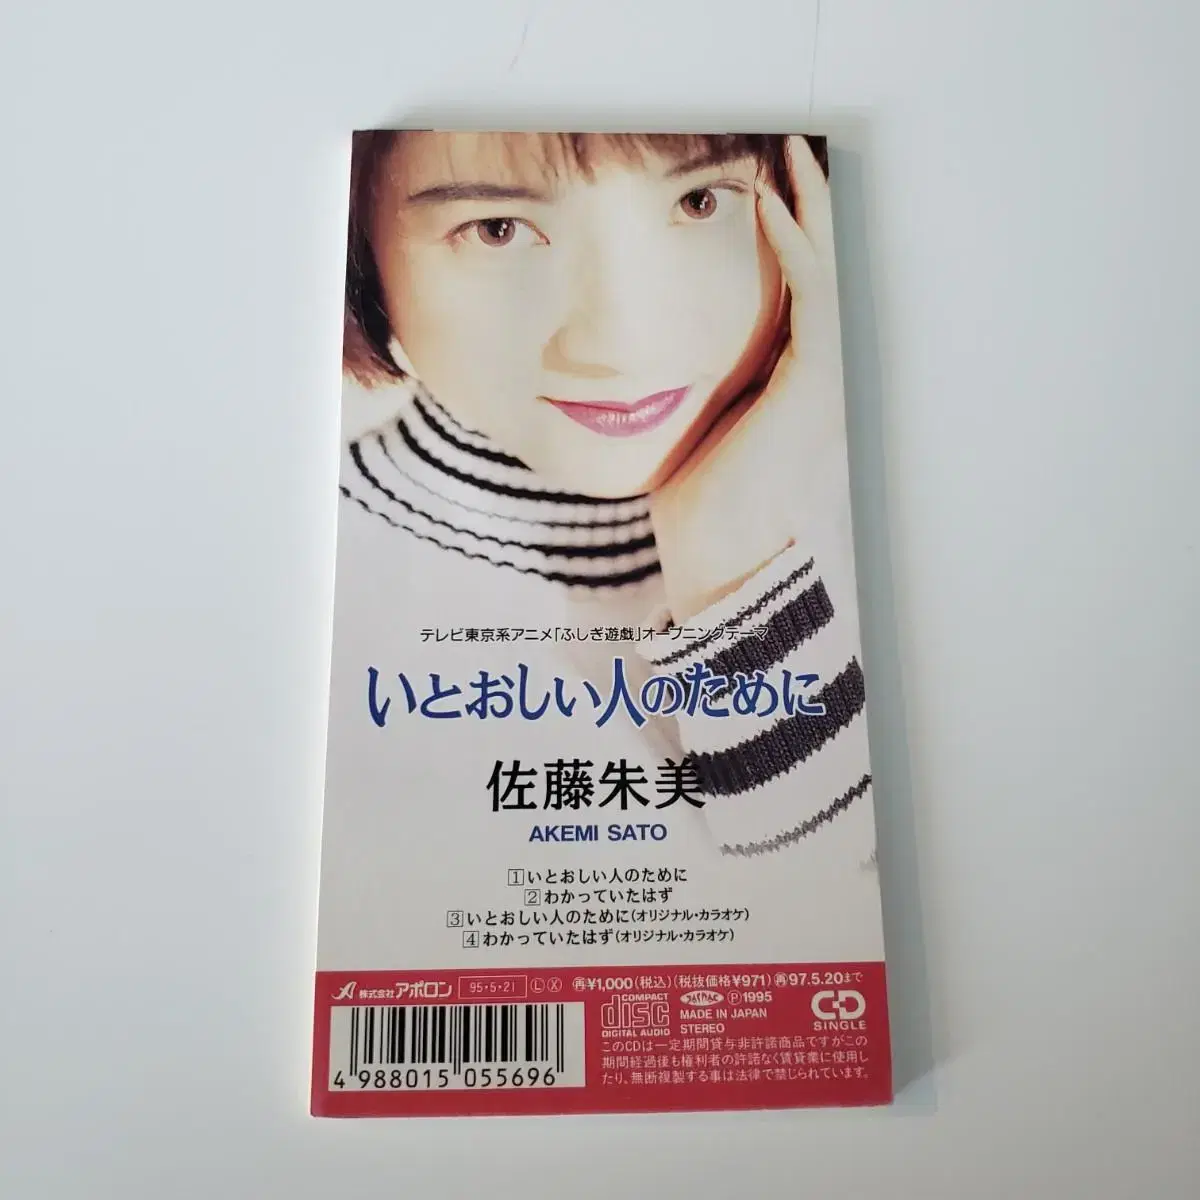 テレビ東京系アニメ「ふしぎ遊戯」オープニングテーマ
いとおしい人のために
佐藤朱美
AKEMI SATO
1 いとおしい人のために
2 わかっていたはず
3 いとおしい人のために(オリジナル・カラオケ)
4 わかっていたはず(オリジナル・カラオケ)
株式会社アポロン 95・5・21 L X 再¥1,000(税込)(税抜価格¥971)再97.5.20まで
COMPACT disc DIGITAL AUDIO
JASRAC Ⓟ1995
MADE IN JAPAN
STEREO
CD SINGLE
このCDは一定期間貸与非許諾商品ですがこの
期間経過後も権利者の許諾なく賃貸業に使用し
たり、無断複製する事は法律で禁じられています。
4 988015 055696